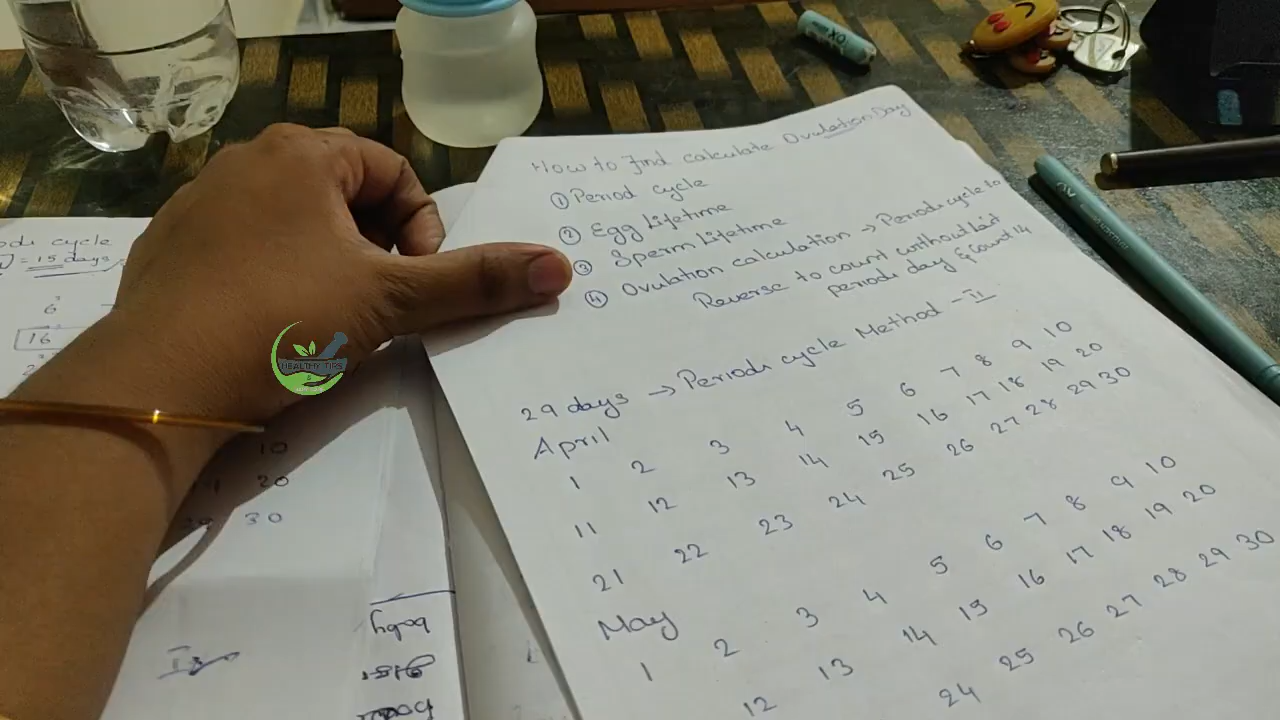 How to find calculate Ovulation Day
① Period cycle
② Egg Lifetime
③ Sperm Lifetime
④ Ovulation calculation → Periods cycle to
Reverse to count without last
periods day & count 14
29 days → Periods cycle Method - II
April
1 2 3 4 5 6 7 8 9 10
11 12 13 14 15 16 17 18 19 20
21 22 23 24 25 26 27 28 29 30
May
1 2 3 4 5 6 7 8 9 10
12 13 14 15 16 17 18 19 20
24 25 26 27 28 29 30
cycle
= 15 days
6
16
10
20
30
baby
HEALTHY TIPS